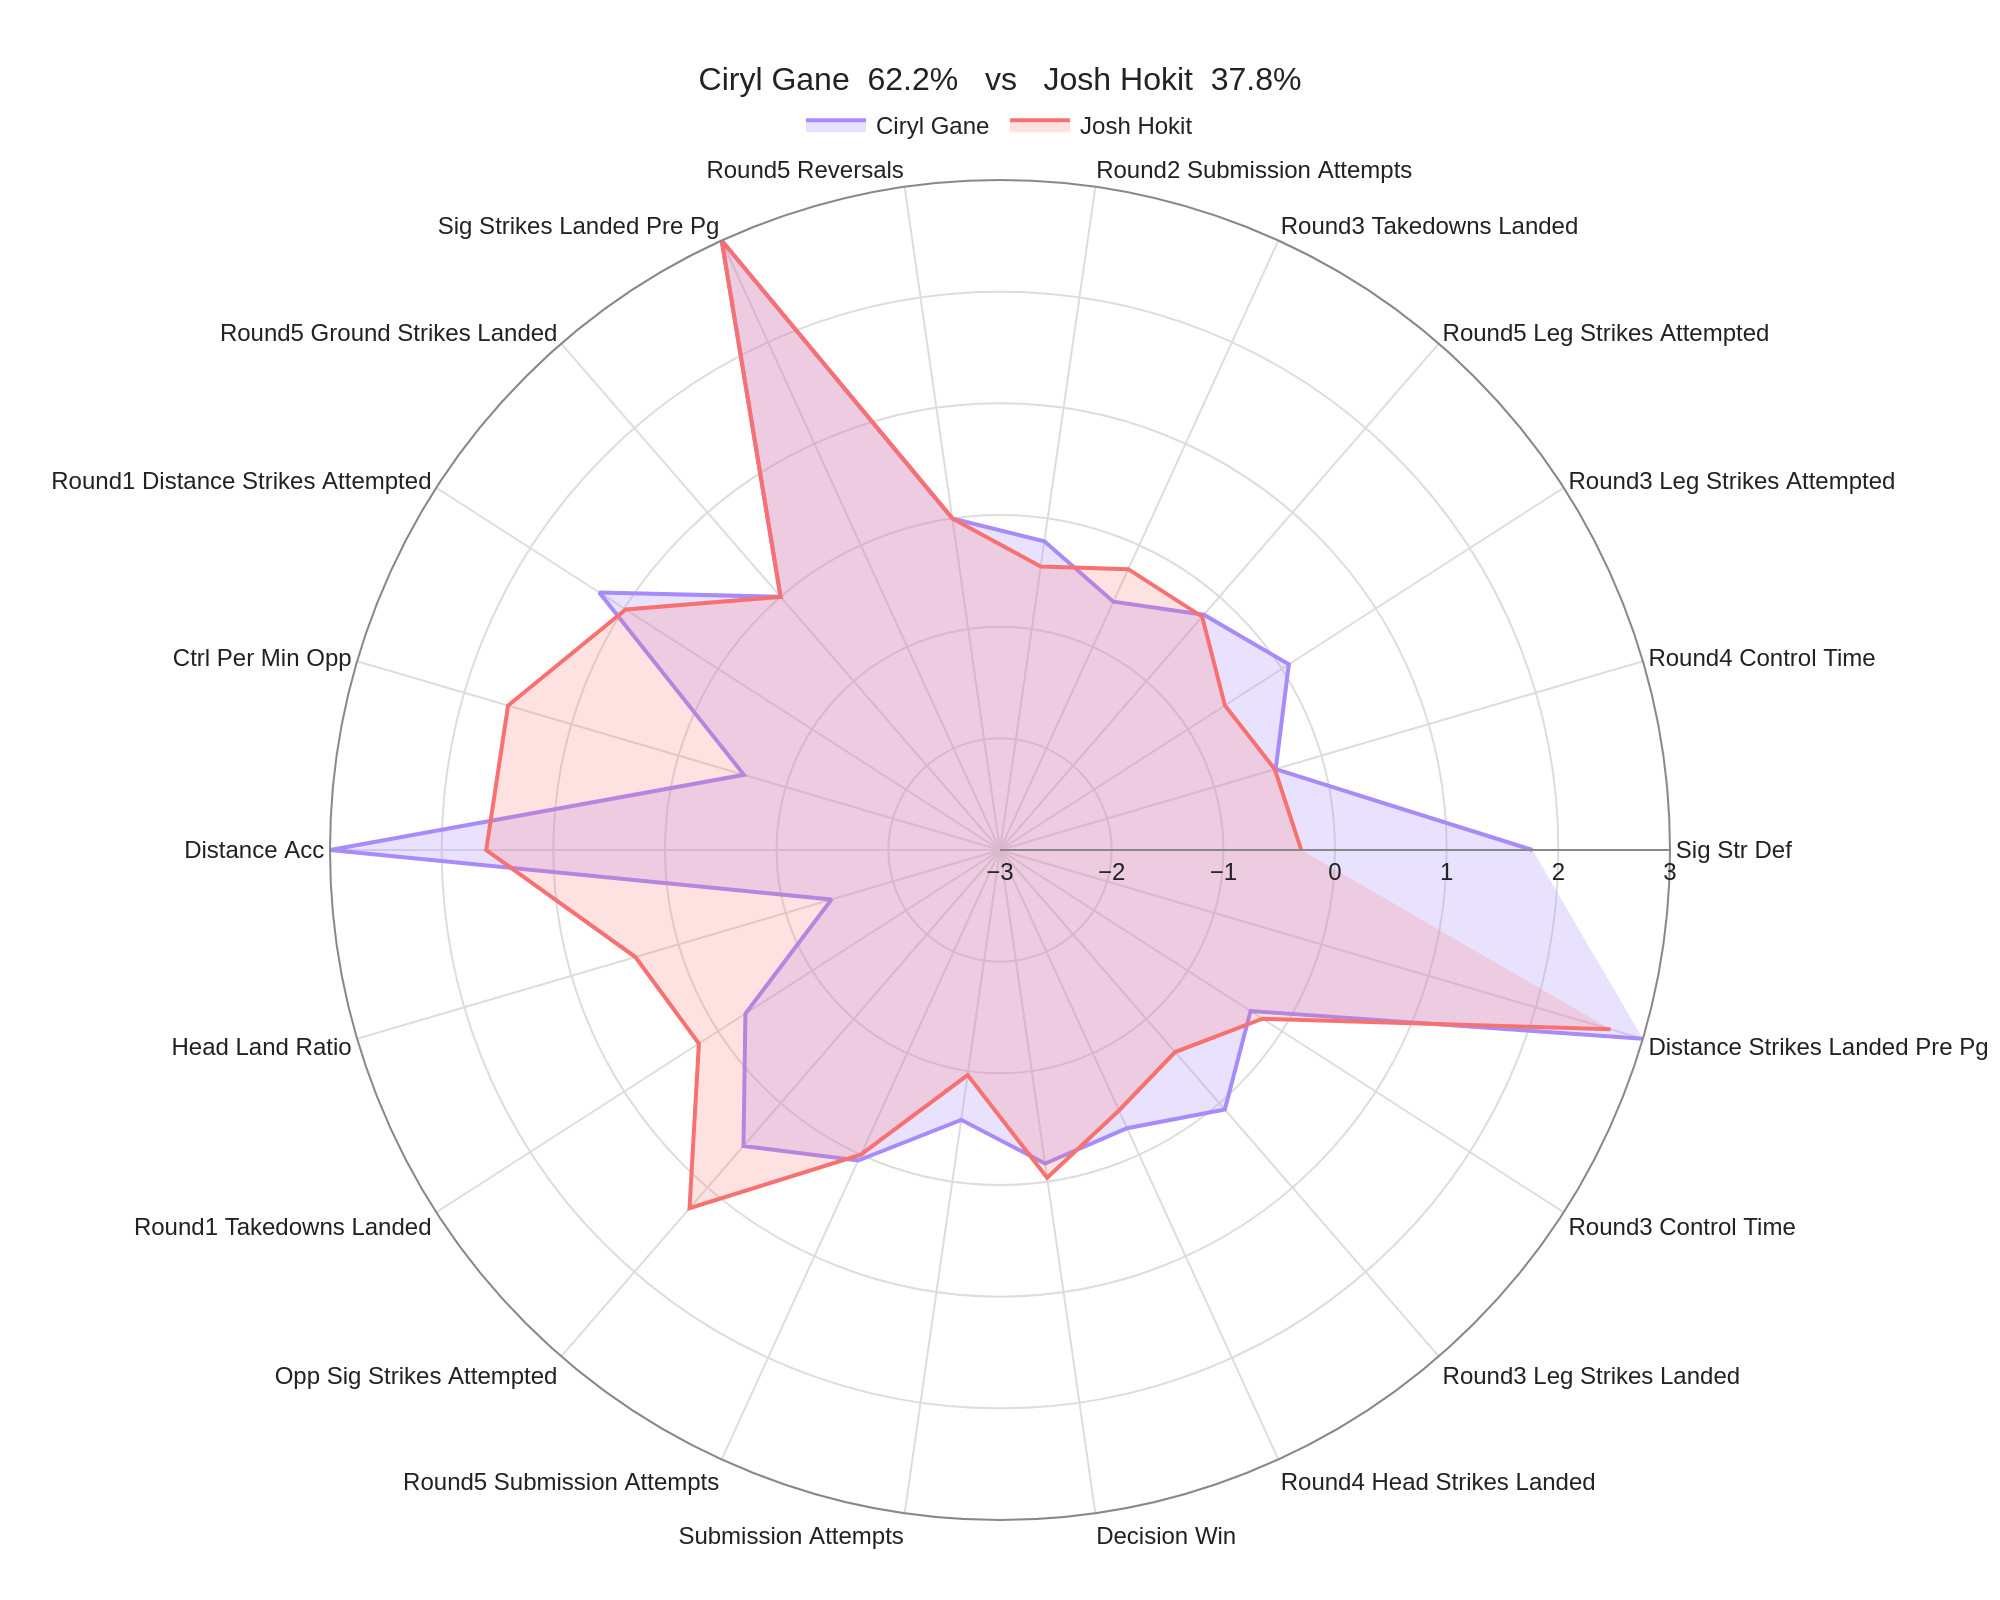 Ciryl Gane  62.2%   vs   Josh Hokit  37.8%
Ciryl Gane
Josh Hokit
Round5 Reversals
Round2 Submission Attempts
Sig Strikes Landed Pre Pg
Round3 Takedowns Landed
Round5 Ground Strikes Landed
Round5 Leg Strikes Attempted
Round1 Distance Strikes Attempted
Round3 Leg Strikes Attempted
Ctrl Per Min Opp
Round4 Control Time
Distance Acc
Sig Str Def
−3
−2
−1
0
1
2
3
Head Land Ratio
Distance Strikes Landed Pre Pg
Round1 Takedowns Landed
Round3 Control Time
Opp Sig Strikes Attempted
Round3 Leg Strikes Landed
Round5 Submission Attempts
Round4 Head Strikes Landed
Submission Attempts
Decision Win